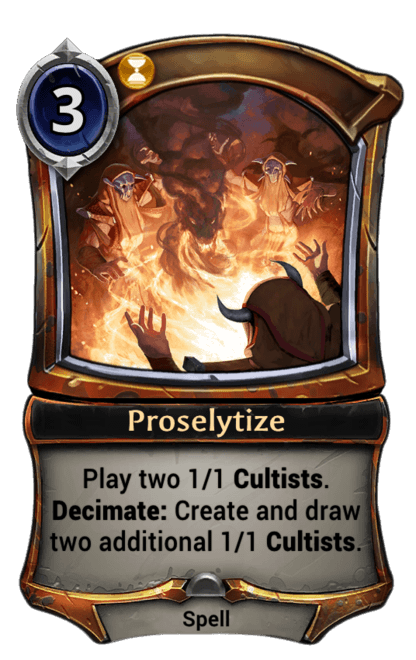 3
Proselytize
Play two 1/1 Cultists.
Decimate: Create and draw
two additional 1/1 Cultists.
Spell